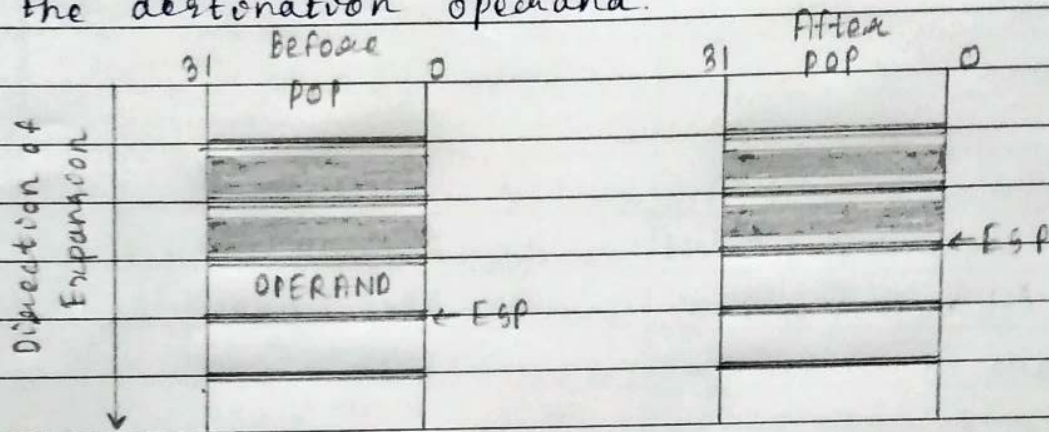 the destination operand.
Before After
31 POP 0 31 POP 0
Direction of
Expansion
← ESP
OPERAND
← ESP